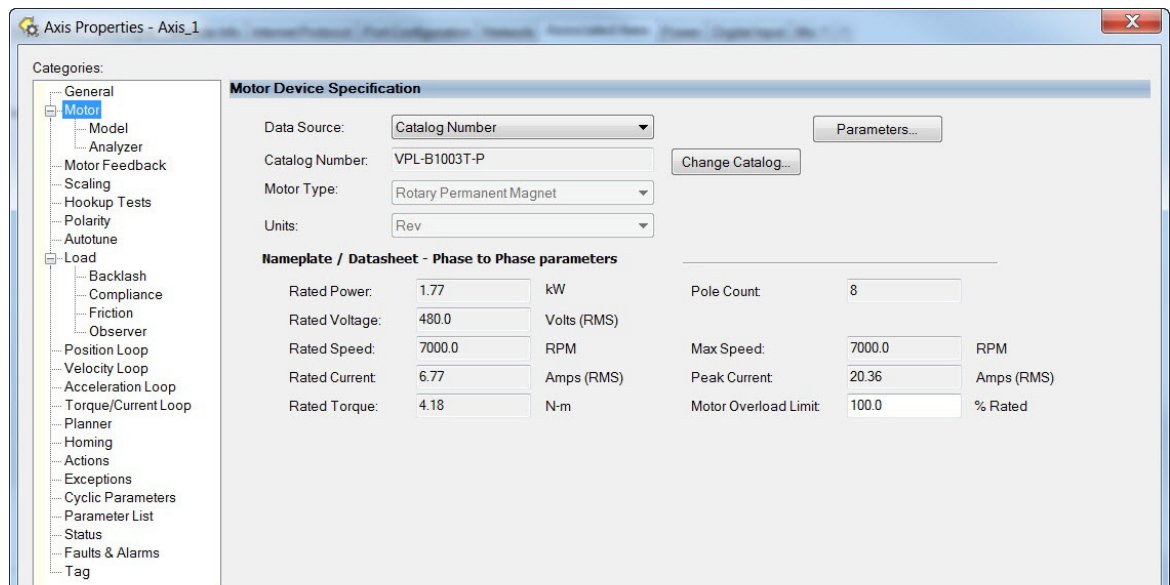 Axis Properties - Axis_1
X
Categories:
General
Motor
Model
Analyzer
Motor Feedback
Scaling
Hookup Tests
Polarity
Autotune
Load
Backlash
Compliance
Friction
Observer
Position Loop
Velocity Loop
Acceleration Loop
Torque/Current Loop
Planner
Homing
Actions
Exceptions
Cyclic Parameters
Parameter List
Status
Faults & Alarms
Tag
Motor Device Specification
Data Source: Catalog Number Parameters...
Catalog Number: VPL-B1003T-P Change Catalog...
Motor Type: Rotary Permanent Magnet
Units: Rev
Nameplate / Datasheet - Phase to Phase parameters
Rated Power: 1.77 kW Pole Count: 8
Rated Voltage: 480.0 Volts (RMS)
Rated Speed: 7000.0 RPM Max Speed: 7000.0 RPM
Rated Current: 6.77 Amps (RMS) Peak Current: 20.36 Amps (RMS)
Rated Torque: 4.18 N-m Motor Overload Limit: 100.0 % Rated